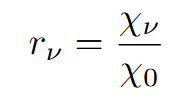 r_ν = χ_ν / χ_0